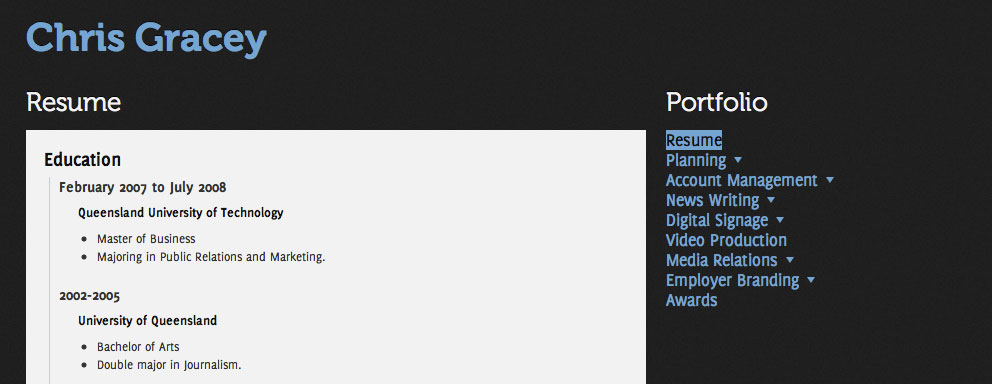 Chris Gracey
Resume
Education
February 2007 to July 2008
Queensland University of Technology
Master of Business
Majoring in Public Relations and Marketing.
2002-2005
University of Queensland
Bachelor of Arts
Double major in Journalism.
Portfolio
Resume
Planning
Account Management
News Writing
Digital Signage
Video Production
Media Relations
Employer Branding
Awards